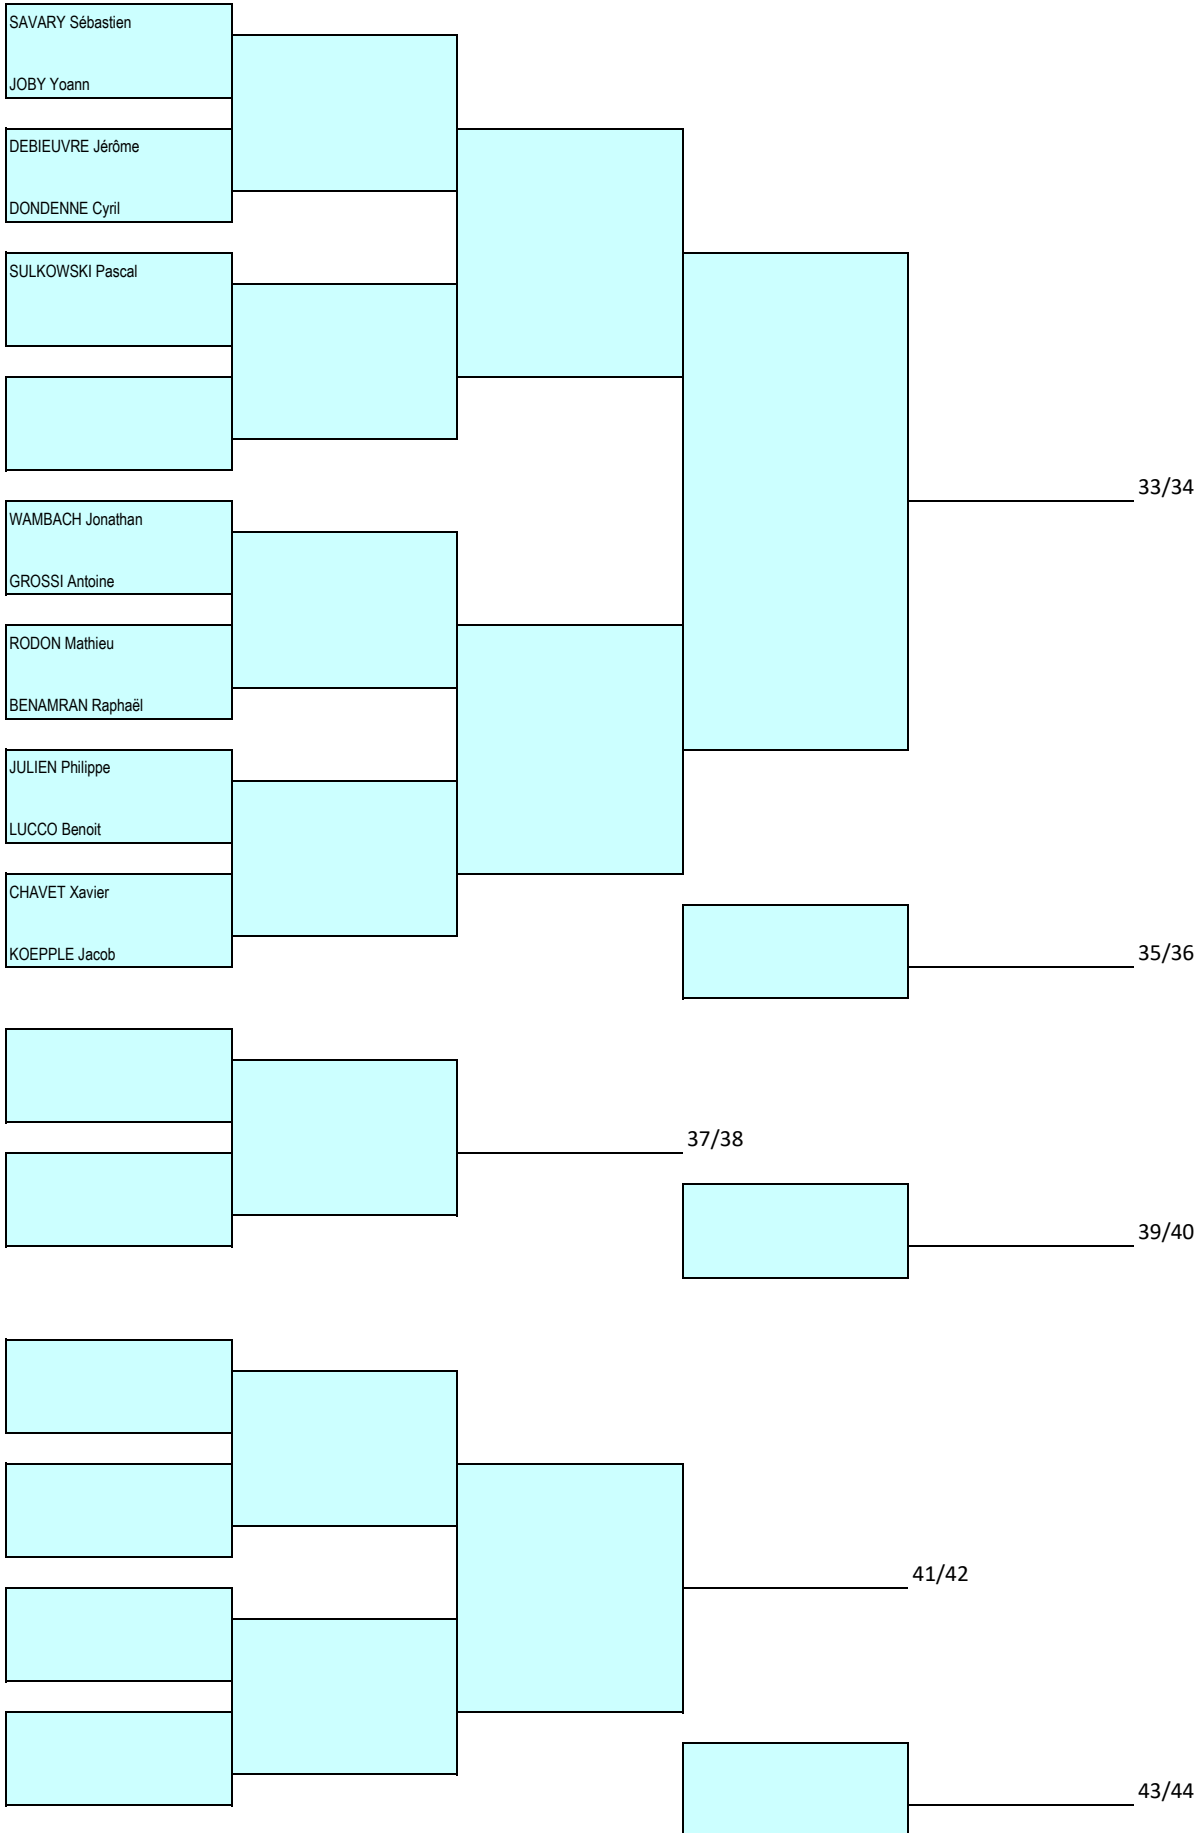 SAVARY Sébastien
JOBY Yoann
DEBIEUVRE Jérôme
DONDENNE Cyril
SULKOWSKI Pascal
33/34
WAMBACH Jonathan
GROSSI Antoine
RODON Mathieu
BENAMRAN Raphaël
JULIEN Philippe
LUCCO Benoit
CHAVET Xavier
KOEPPLE Jacob
35/36
37/38
39/40
41/42
43/44